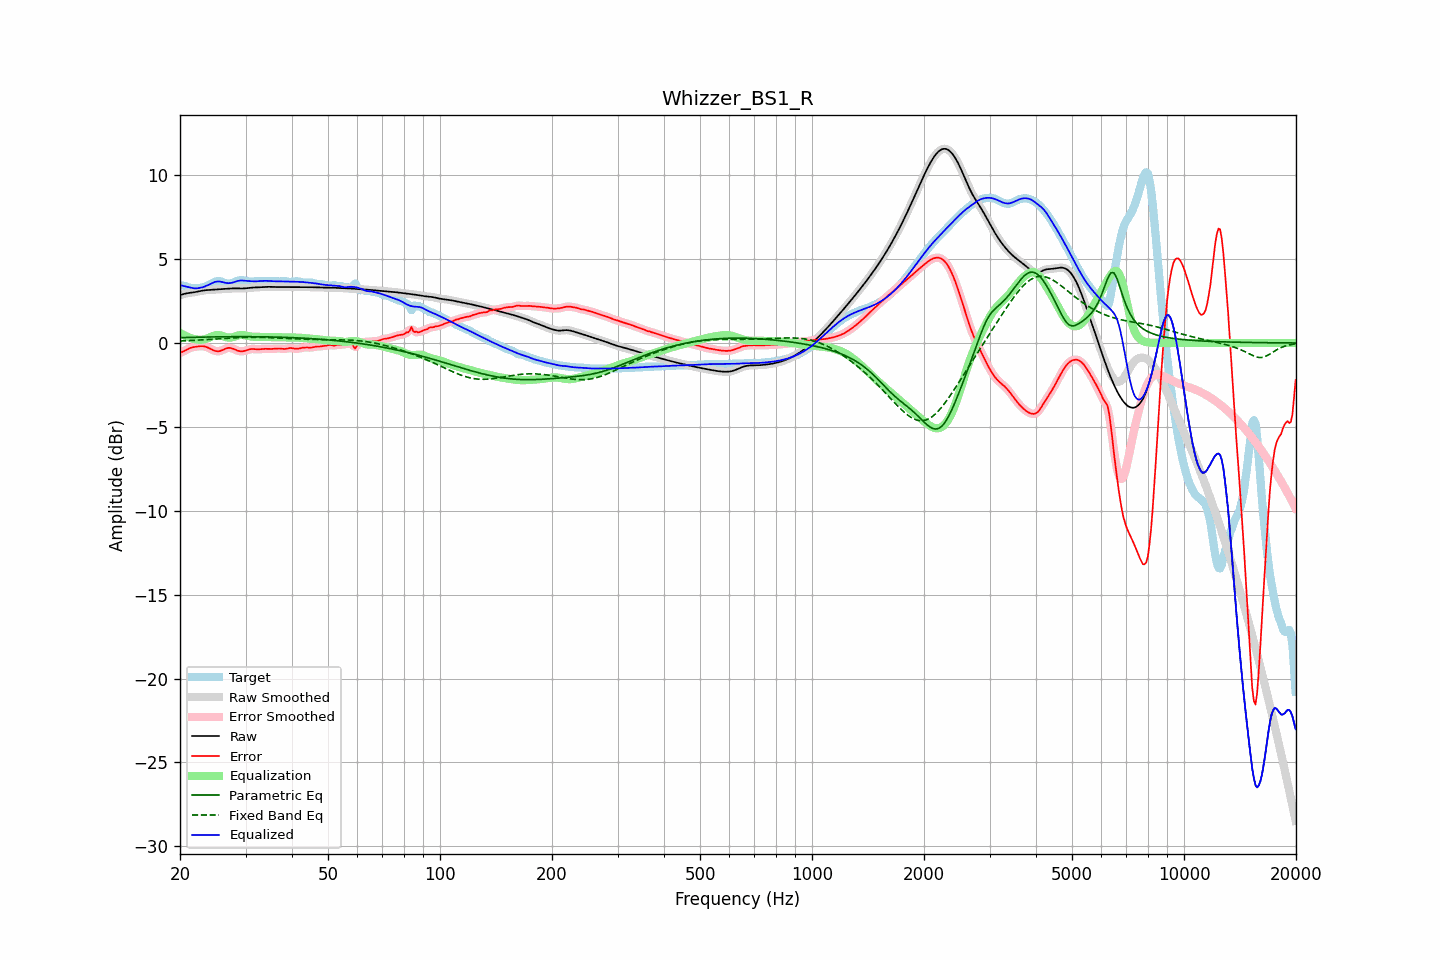 Whizzer_BS1_R
10
5
0
−5
−10
−15
−20
−25
−30
Amplitude (dBr)
Target
Raw Smoothed
Error Smoothed
Raw
Error
Equalization
Parametric Eq
Fixed Band Eq
Equalized
20 50 100 200 500 1000 2000 5000 10000 20000
Frequency (Hz)